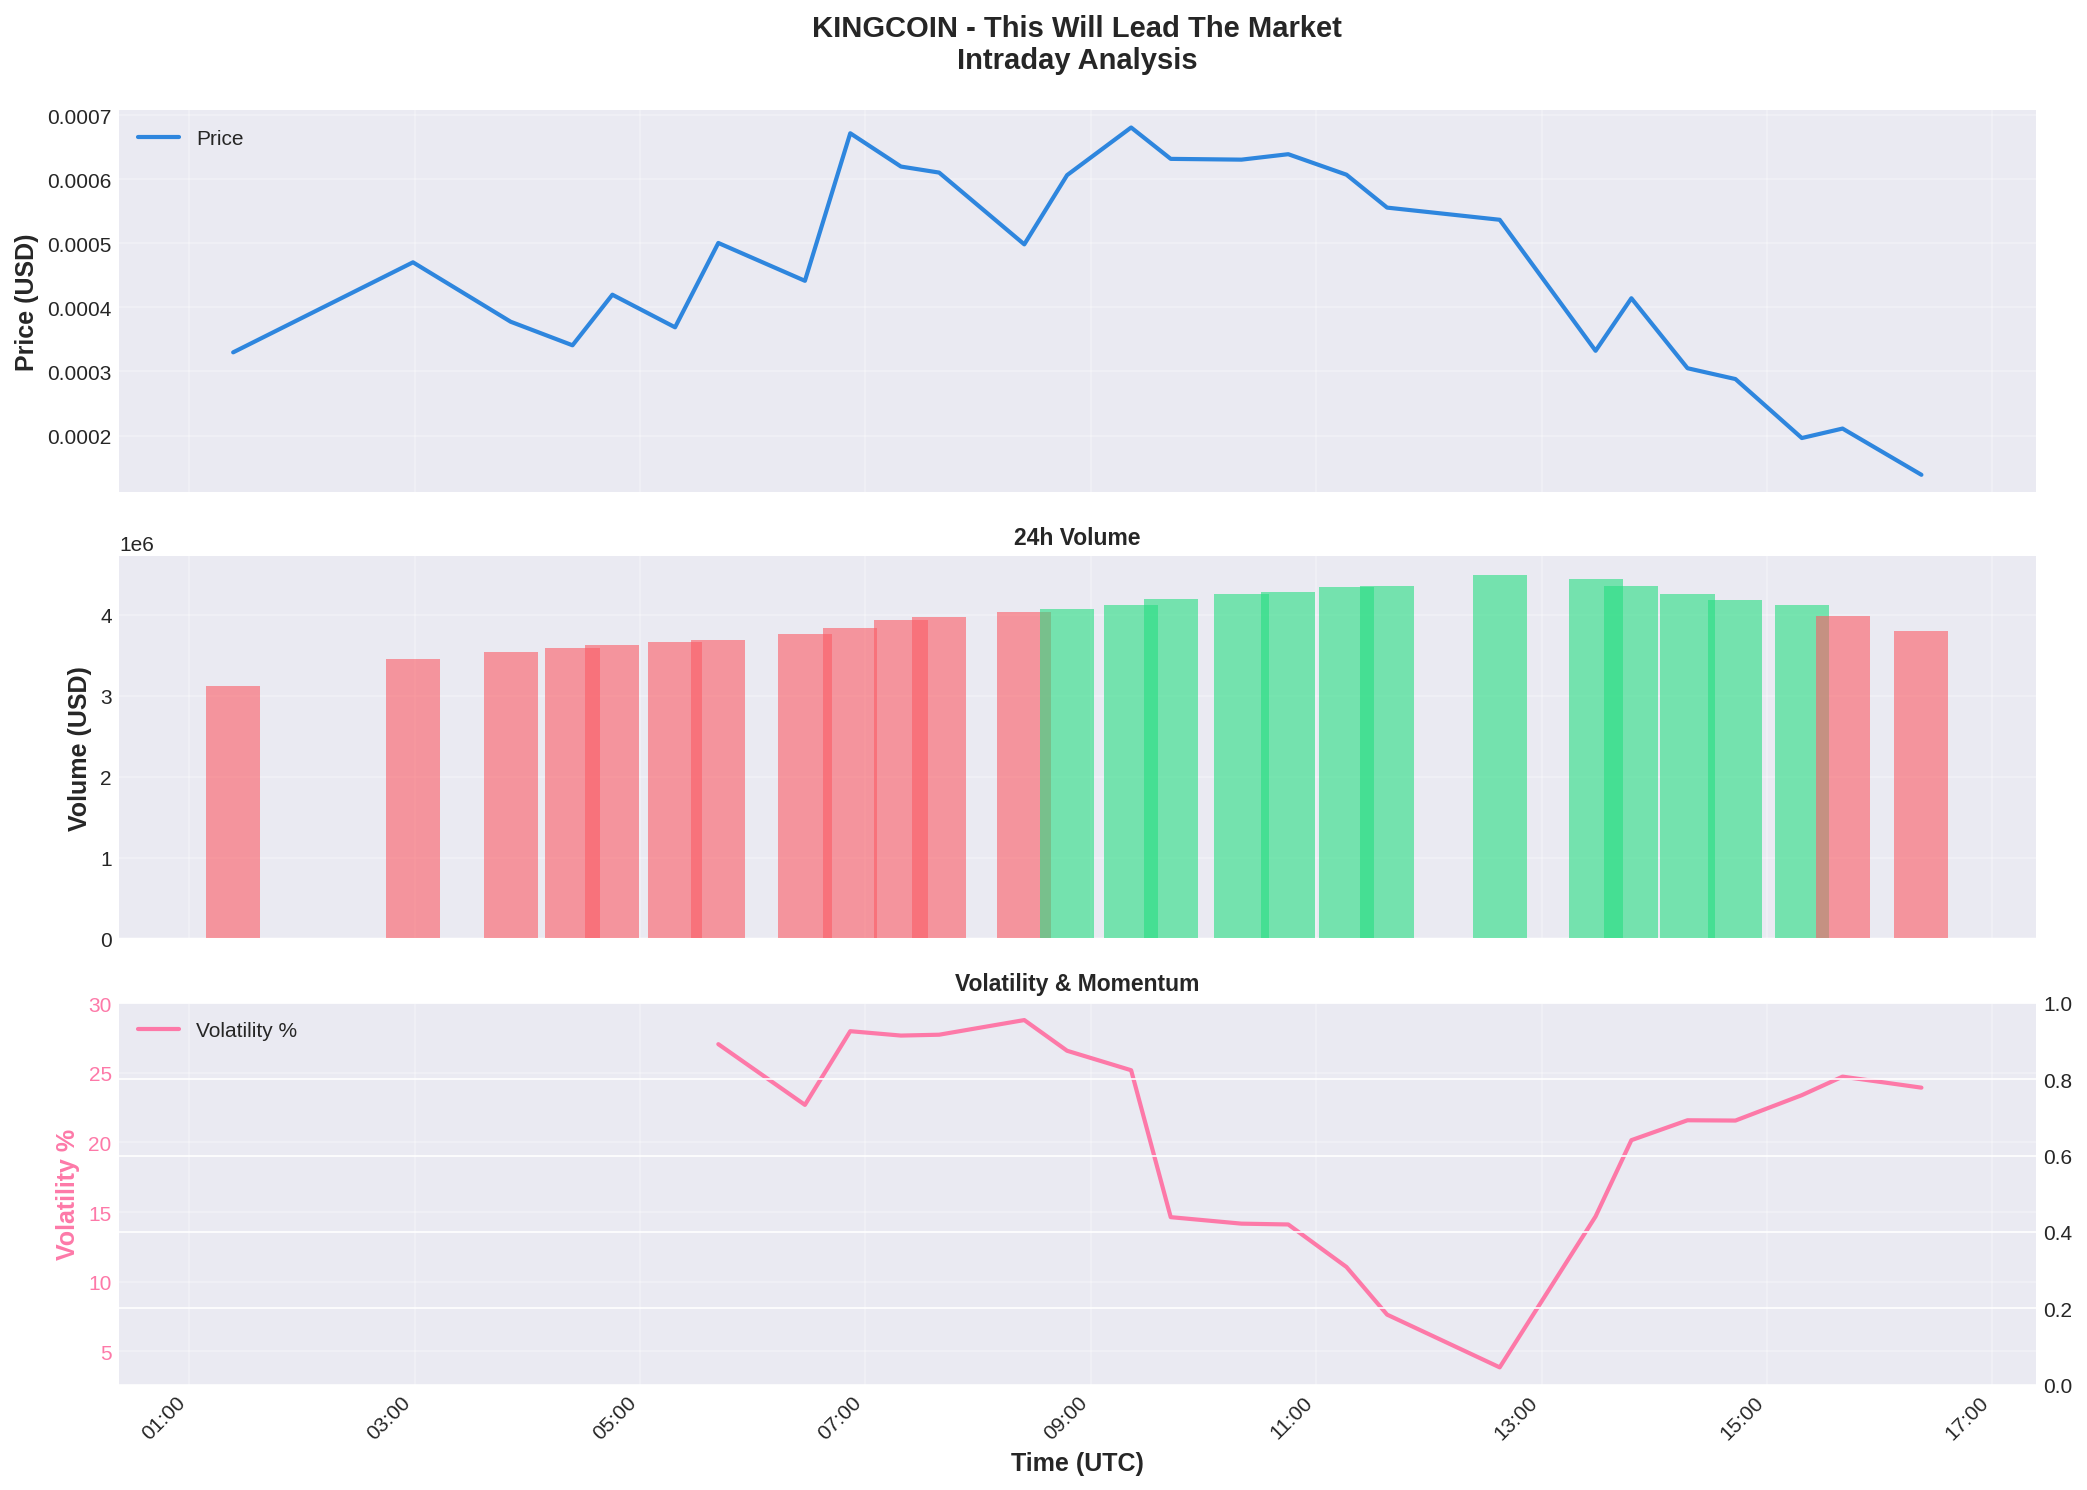 KINGCOIN - This Will Lead The Market
Intraday Analysis
0.0007
0.0006
0.0005
0.0004
0.0003
0.0002
Price (USD)
Price
24h Volume
1e6
4
3
2
1
0
Volume (USD)
Volatility & Momentum
30
25
20
15
10
5
Volatility %
Volatility %
1.0
0.8
0.6
0.4
0.2
0.0
01:00
03:00
05:00
07:00
09:00
11:00
13:00
15:00
17:00
Time (UTC)